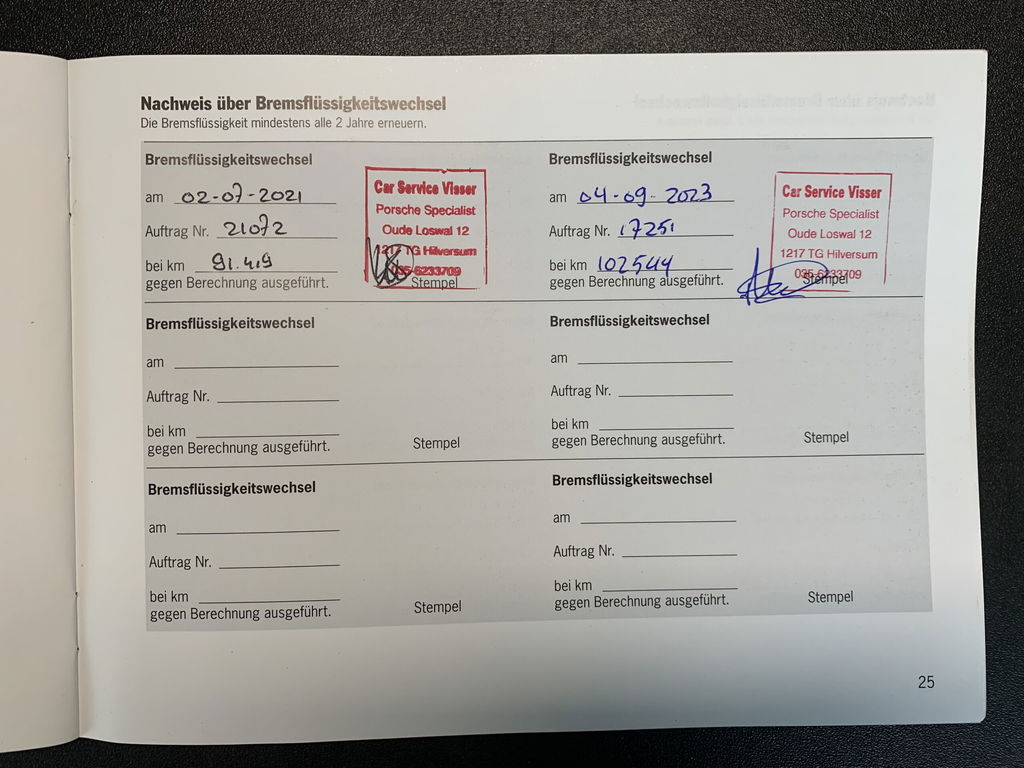 Nachweis über Bremsflüssigkeitswechsel
Die Bremsflüssigkeit mindestens alle 2 Jahre erneuern.
Bremsflüssigkeitswechsel
am 02-07-2021
Auftrag Nr. 21072
bei km 91.419
gegen Berechnung ausgeführt.
Car Service Visser
Porsche Specialist
Oude Loswal 12
1217 TG Hilversum
035-6233709
Stempel
Bremsflüssigkeitswechsel
am 04-09-2023
Auftrag Nr. 17251
bei km 102544
gegen Berechnung ausgeführt.
Car Service Visser
Porsche Specialist
Oude Loswal 12
1217 TG Hilversum
035-6233709
Stempel
Bremsflüssigkeitswechsel
am
Auftrag Nr.
bei km
gegen Berechnung ausgeführt.
Stempel
Bremsflüssigkeitswechsel
am
Auftrag Nr.
bei km
gegen Berechnung ausgeführt.
Stempel
Bremsflüssigkeitswechsel
am
Auftrag Nr.
bei km
gegen Berechnung ausgeführt.
Stempel
Bremsflüssigkeitswechsel
am
Auftrag Nr.
bei km
gegen Berechnung ausgeführt.
Stempel
25